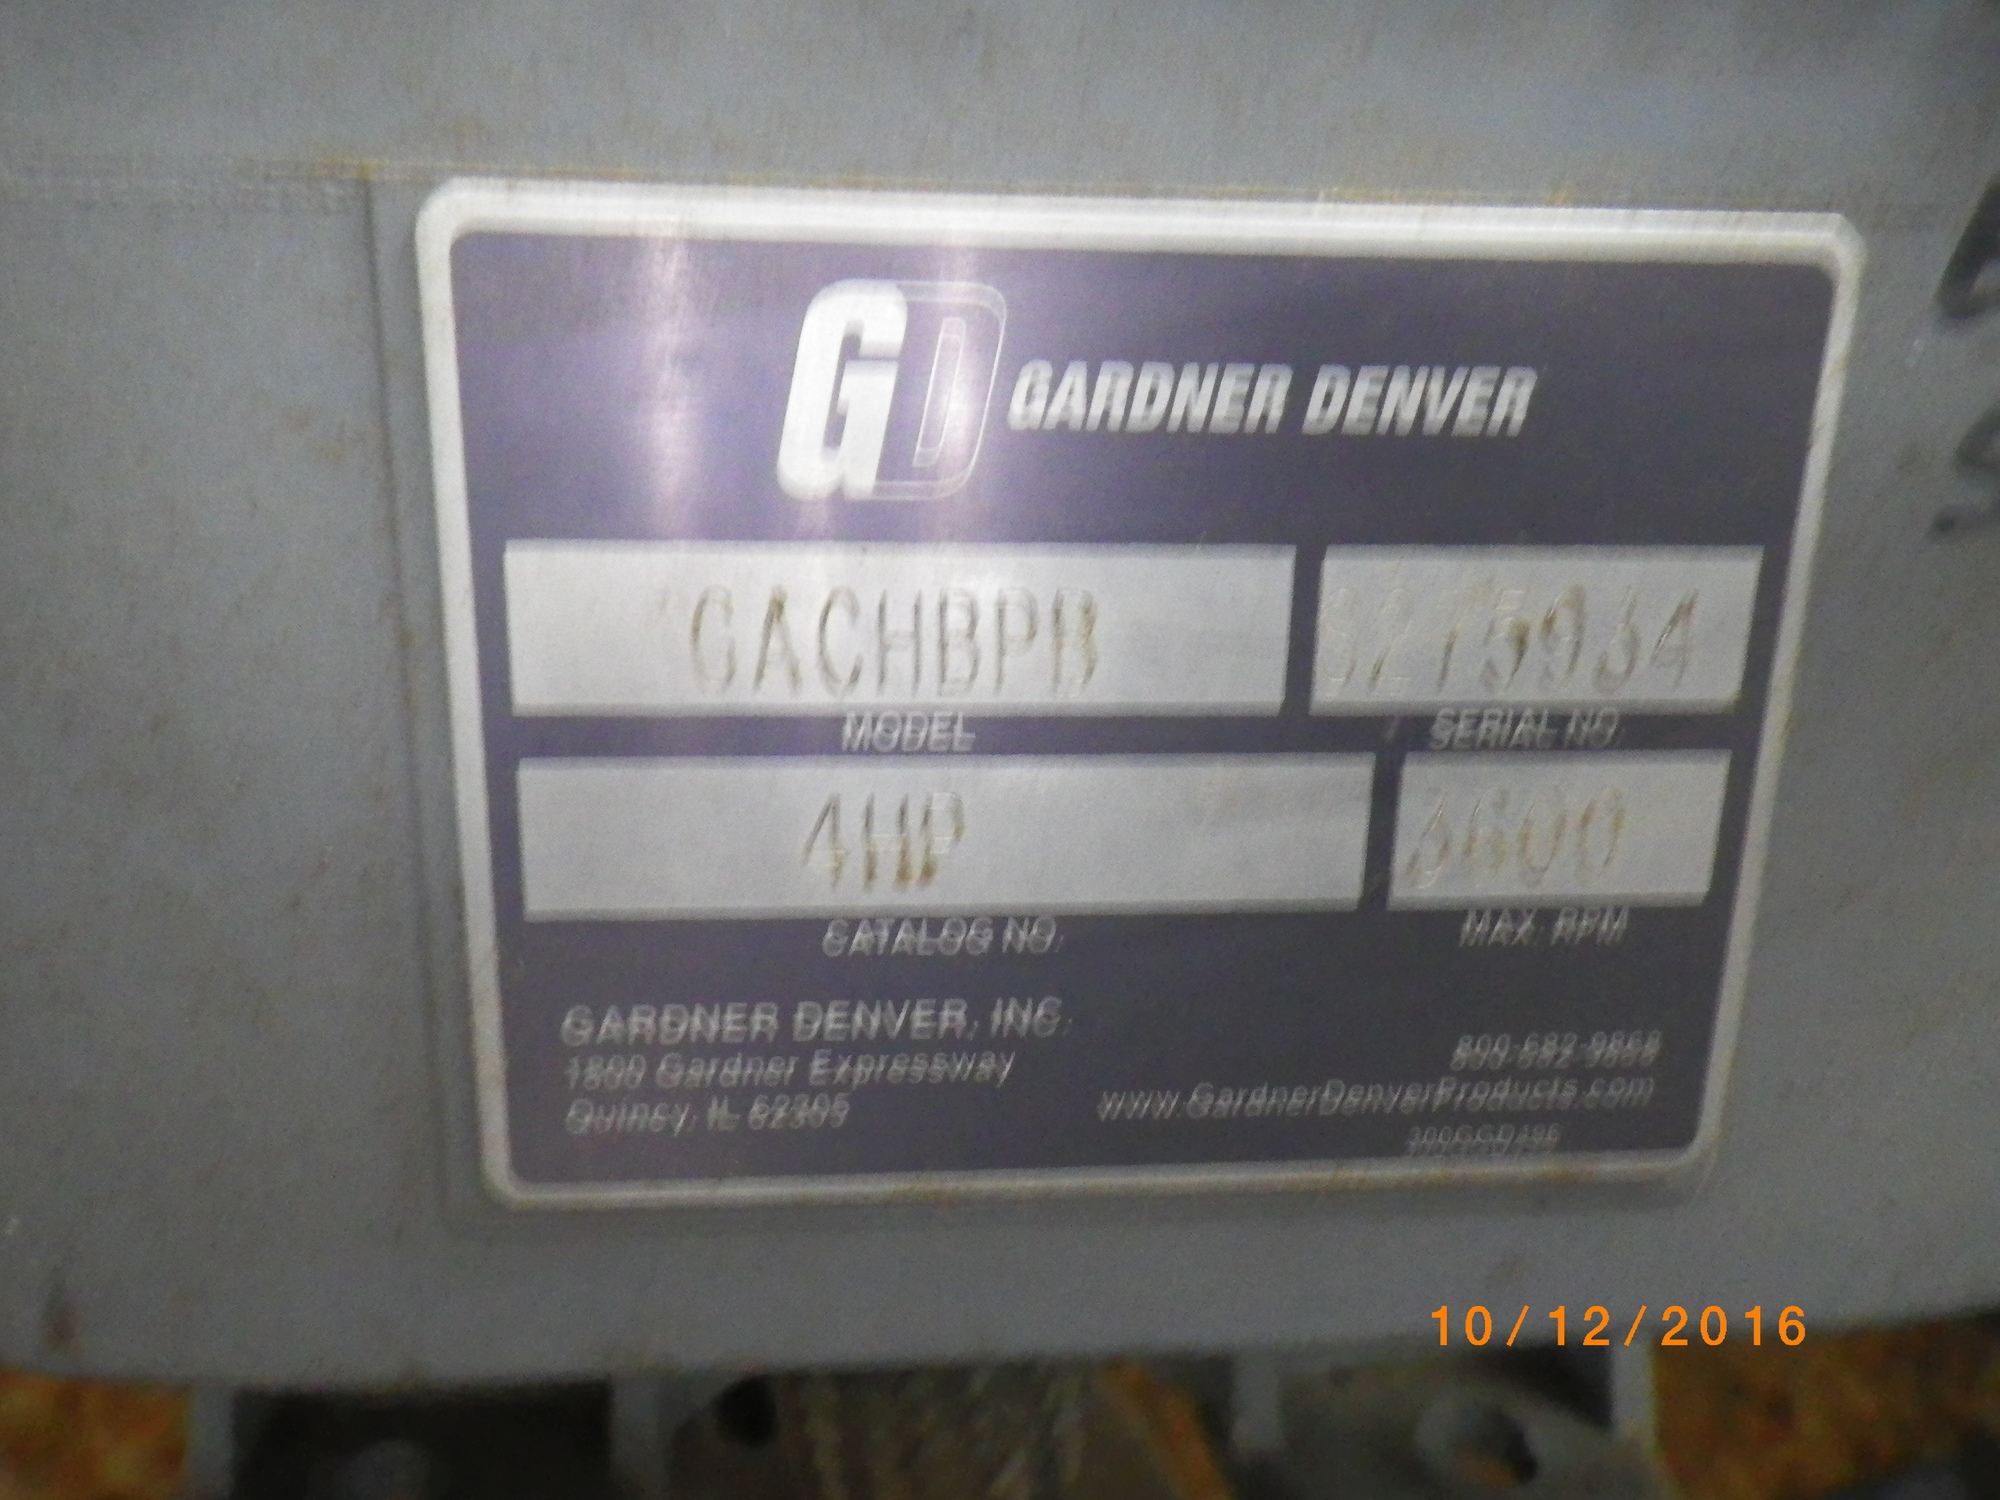 GD GARDNER DENVER
GACHBPB
S275934
MODEL
SERIAL NO.
4HP
3600
CATALOG NO.
MAX. RPM
GARDNER DENVER, INC.
1800 Gardner Expressway
Quincy, IL 62305
800-682-9868
www.GardnerDenverProducts.com
10/12/2016